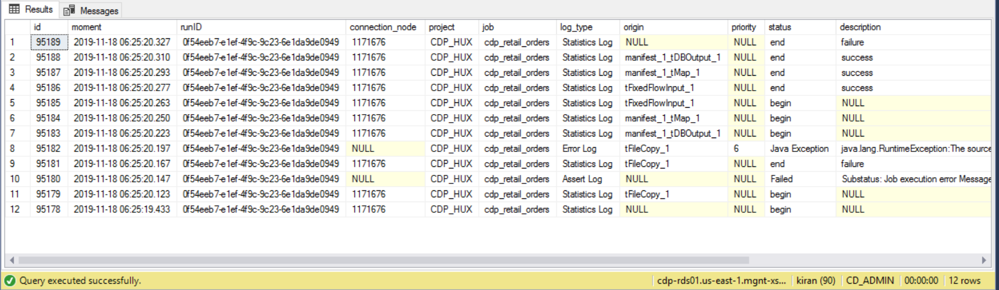 Results Messages
id moment runID connection_node project job log_type origin priority status description
1 95189 2019-11-18 06:25:20.327 0f54eeb7-e1ef-4f9c-9c23-6e1da9de0949 1171676 CDP_HUX cdp_retail_orders Statistics Log NULL NULL end failure
2 95188 2019-11-18 06:25:20.310 0f54eeb7-e1ef-4f9c-9c23-6e1da9de0949 1171676 CDP_HUX cdp_retail_orders Statistics Log manifest_1_tDBOutput_1 NULL end success
3 95187 2019-11-18 06:25:20.293 0f54eeb7-e1ef-4f9c-9c23-6e1da9de0949 1171676 CDP_HUX cdp_retail_orders Statistics Log manifest_1_tMap_1 NULL end success
4 95186 2019-11-18 06:25:20.277 0f54eeb7-e1ef-4f9c-9c23-6e1da9de0949 1171676 CDP_HUX cdp_retail_orders Statistics Log tFixedFlowInput_1 NULL end success
5 95185 2019-11-18 06:25:20.263 0f54eeb7-e1ef-4f9c-9c23-6e1da9de0949 1171676 CDP_HUX cdp_retail_orders Statistics Log tFixedFlowInput_1 NULL begin NULL
6 95184 2019-11-18 06:25:20.250 0f54eeb7-e1ef-4f9c-9c23-6e1da9de0949 1171676 CDP_HUX cdp_retail_orders Statistics Log manifest_1_tMap_1 NULL begin NULL
7 95183 2019-11-18 06:25:20.223 0f54eeb7-e1ef-4f9c-9c23-6e1da9de0949 1171676 CDP_HUX cdp_retail_orders Statistics Log manifest_1_tDBOutput_1 NULL begin NULL
8 95182 2019-11-18 06:25:20.197 0f54eeb7-e1ef-4f9c-9c23-6e1da9de0949 NULL CDP_HUX cdp_retail_orders Error Log tFileCopy_1 6 Java Exception java.lang.RuntimeException:The source
9 95181 2019-11-18 06:25:20.167 0f54eeb7-e1ef-4f9c-9c23-6e1da9de0949 1171676 CDP_HUX cdp_retail_orders Statistics Log tFileCopy_1 NULL end failure
10 95180 2019-11-18 06:25:20.147 0f54eeb7-e1ef-4f9c-9c23-6e1da9de0949 NULL CDP_HUX cdp_retail_orders Assert Log NULL NULL Failed Substatus: Job execution error Message
11 95179 2019-11-18 06:25:20.123 0f54eeb7-e1ef-4f9c-9c23-6e1da9de0949 1171676 CDP_HUX cdp_retail_orders Statistics Log tFileCopy_1 NULL begin NULL
12 95178 2019-11-18 06:25:19.433 0f54eeb7-e1ef-4f9c-9c23-6e1da9de0949 1171676 CDP_HUX cdp_retail_orders Statistics Log NULL NULL begin NULL
Query executed successfully. cdp-rds01.us-east-1.mgnt-xs... kiran (90) CD_ADMIN 00:00:00 12 rows